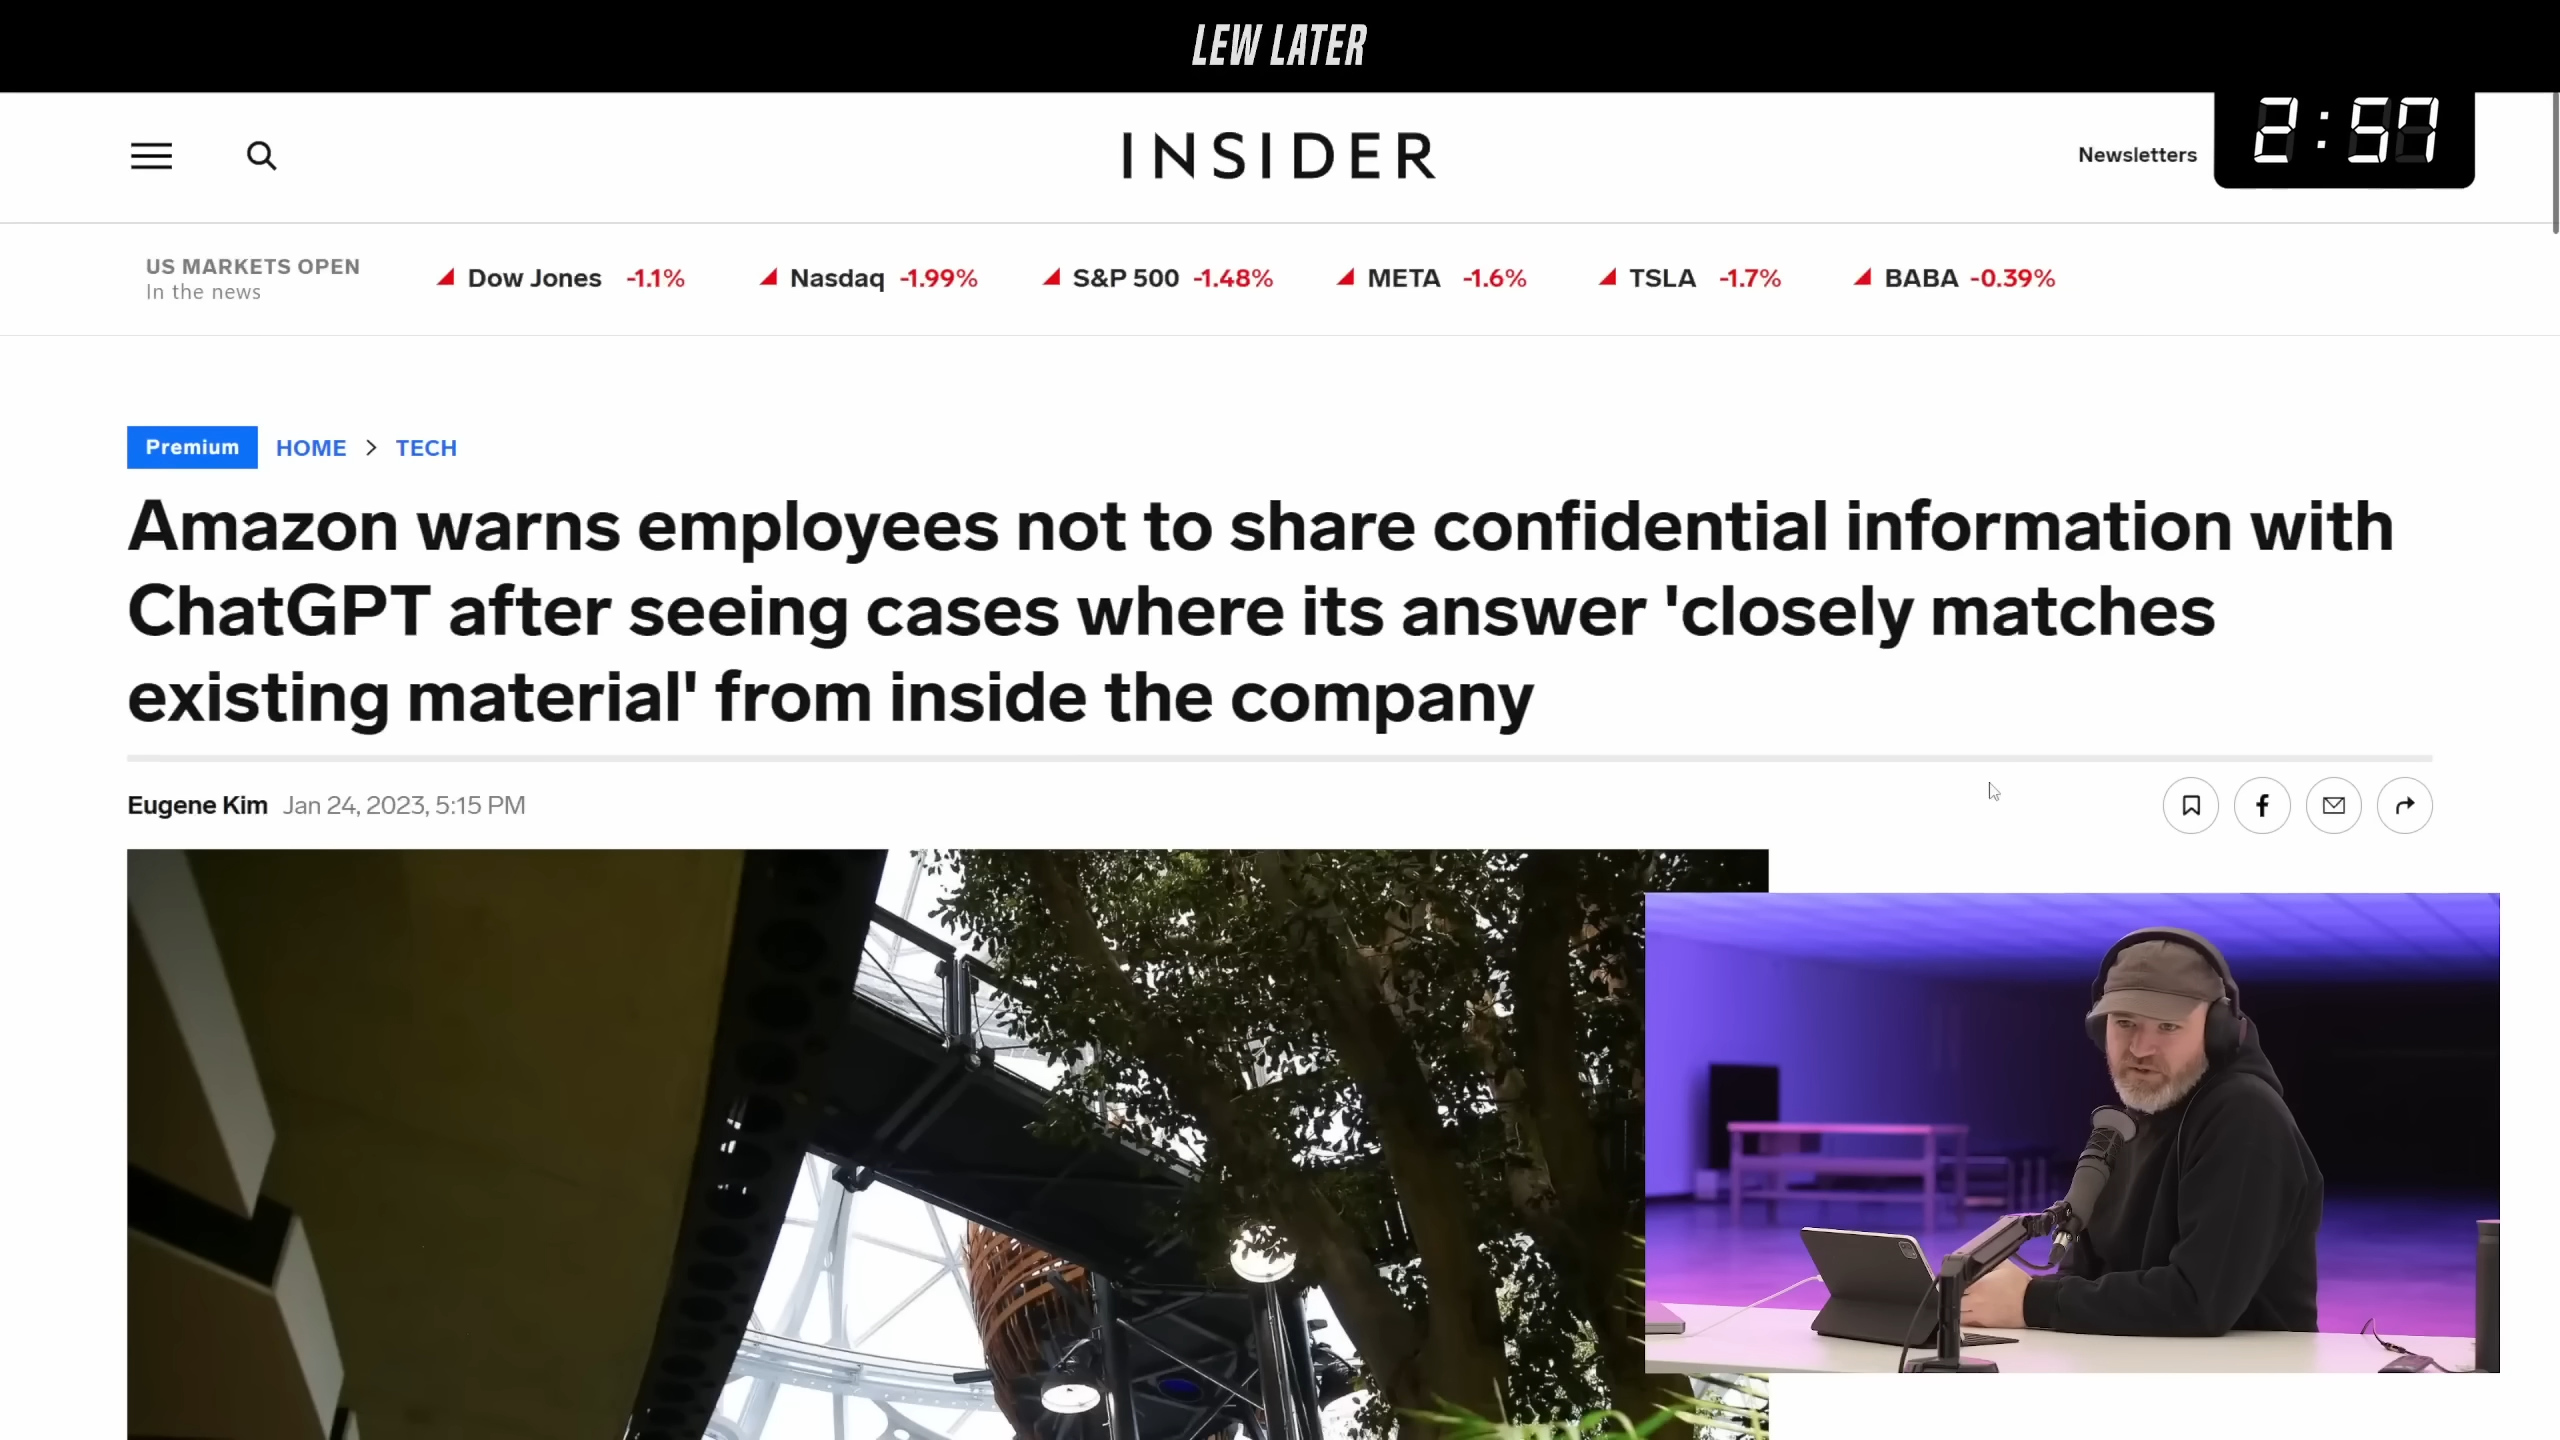 LEW LATER
INSIDER
Newsletters
2:57
US MARKETS OPEN
In the news
Dow Jones -1.1% Nasdaq -1.99% S&P 500 -1.48% META -1.6% TSLA -1.7% BABA -0.39%
Premium HOME > TECH
Amazon warns employees not to share confidential information with
ChatGPT after seeing cases where its answer 'closely matches
existing material' from inside the company
Eugene Kim Jan 24, 2023, 5:15 PM